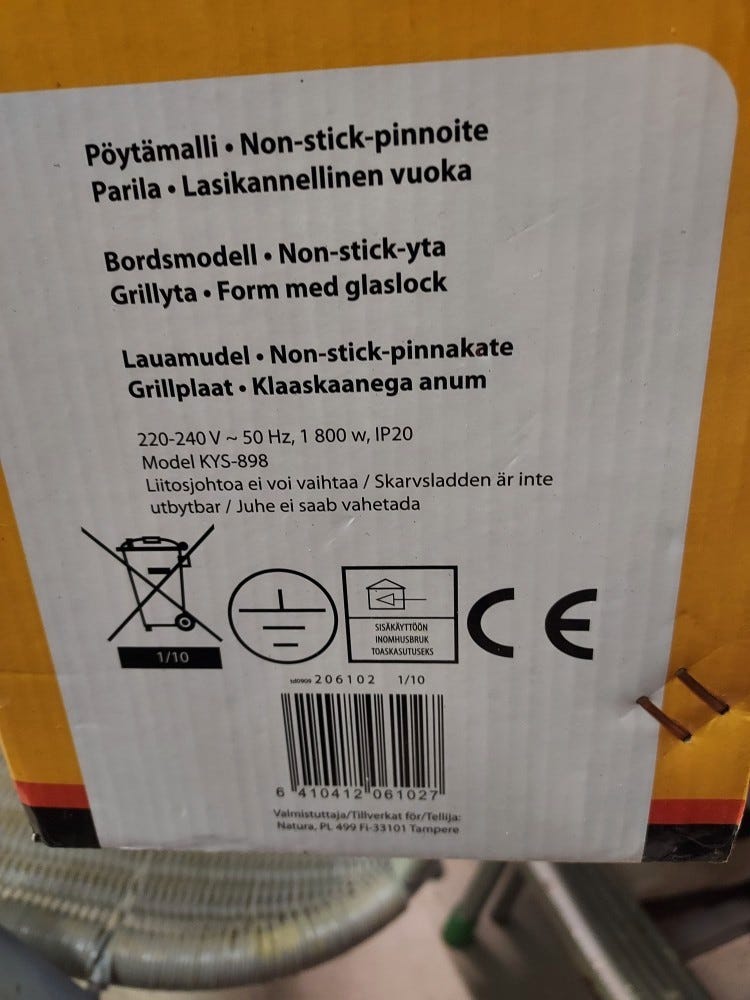 Pöytämalli • Non-stick-pinnoite
Parila • Lasikannellinen vuoka
Bordsmodell • Non-stick-yta
Grillyta • Form med glaslock
Lauamudel • Non-stick-pinnakate
Grillplaat • Klaaskaanega anum
220-240 V ~ 50 Hz, 1 800 w, IP20
Model KYS-898
Liitosjohtoa ei voi vaihtaa / Skarvsladden är inte
utbytbar / Juhe ei saab vahetada
1/10
SISÄKÄYTTÖÖN
INOMHUSBRUK
TOASKASUTUSEKS
CE
206102 1/10
6 410412 061027
Valmistuttaja/Tillverkat för/Tellija:
Natura, PL 499 FI-33101 Tampere